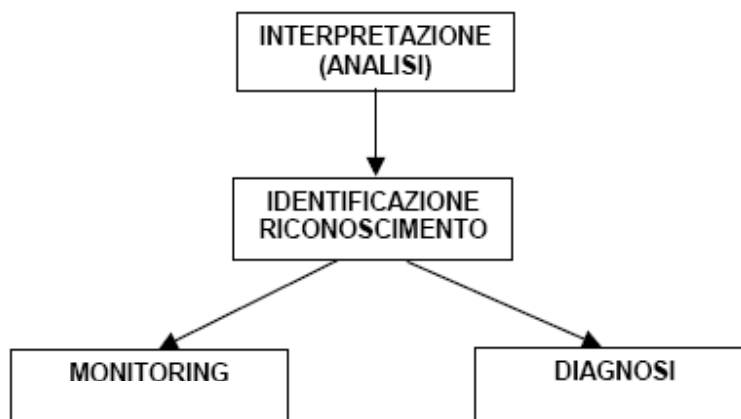 INTERPRETAZIONE
(ANALISI)
IDENTIFICAZIONE
RICONOSCIMENTO
MONITORING
DIAGNOSI